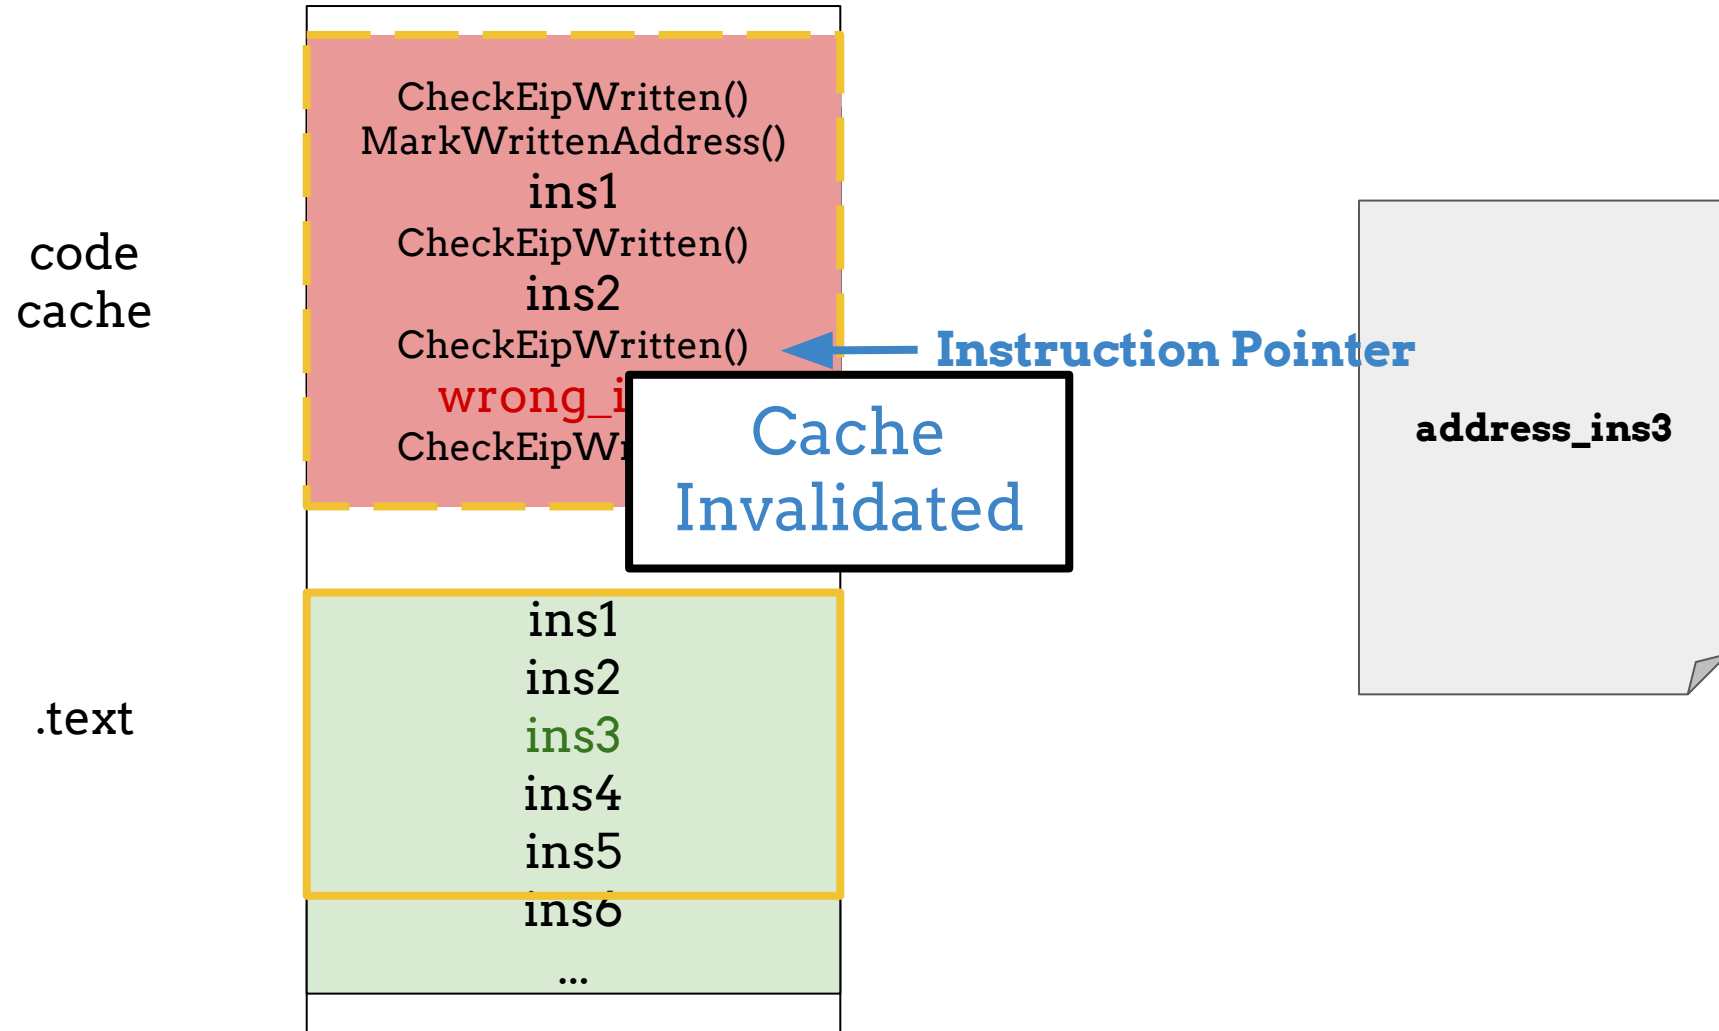 code
cache
CheckEipWritten()
MarkWrittenAddress()
ins1
CheckEipWritten()
ins2
CheckEipWritten()
Instruction Pointer
wrong_i
CheckEipW
Cache
Invalidated
address_ins3
.text
ins1
ins2
ins3
ins4
ins5
ins6
...